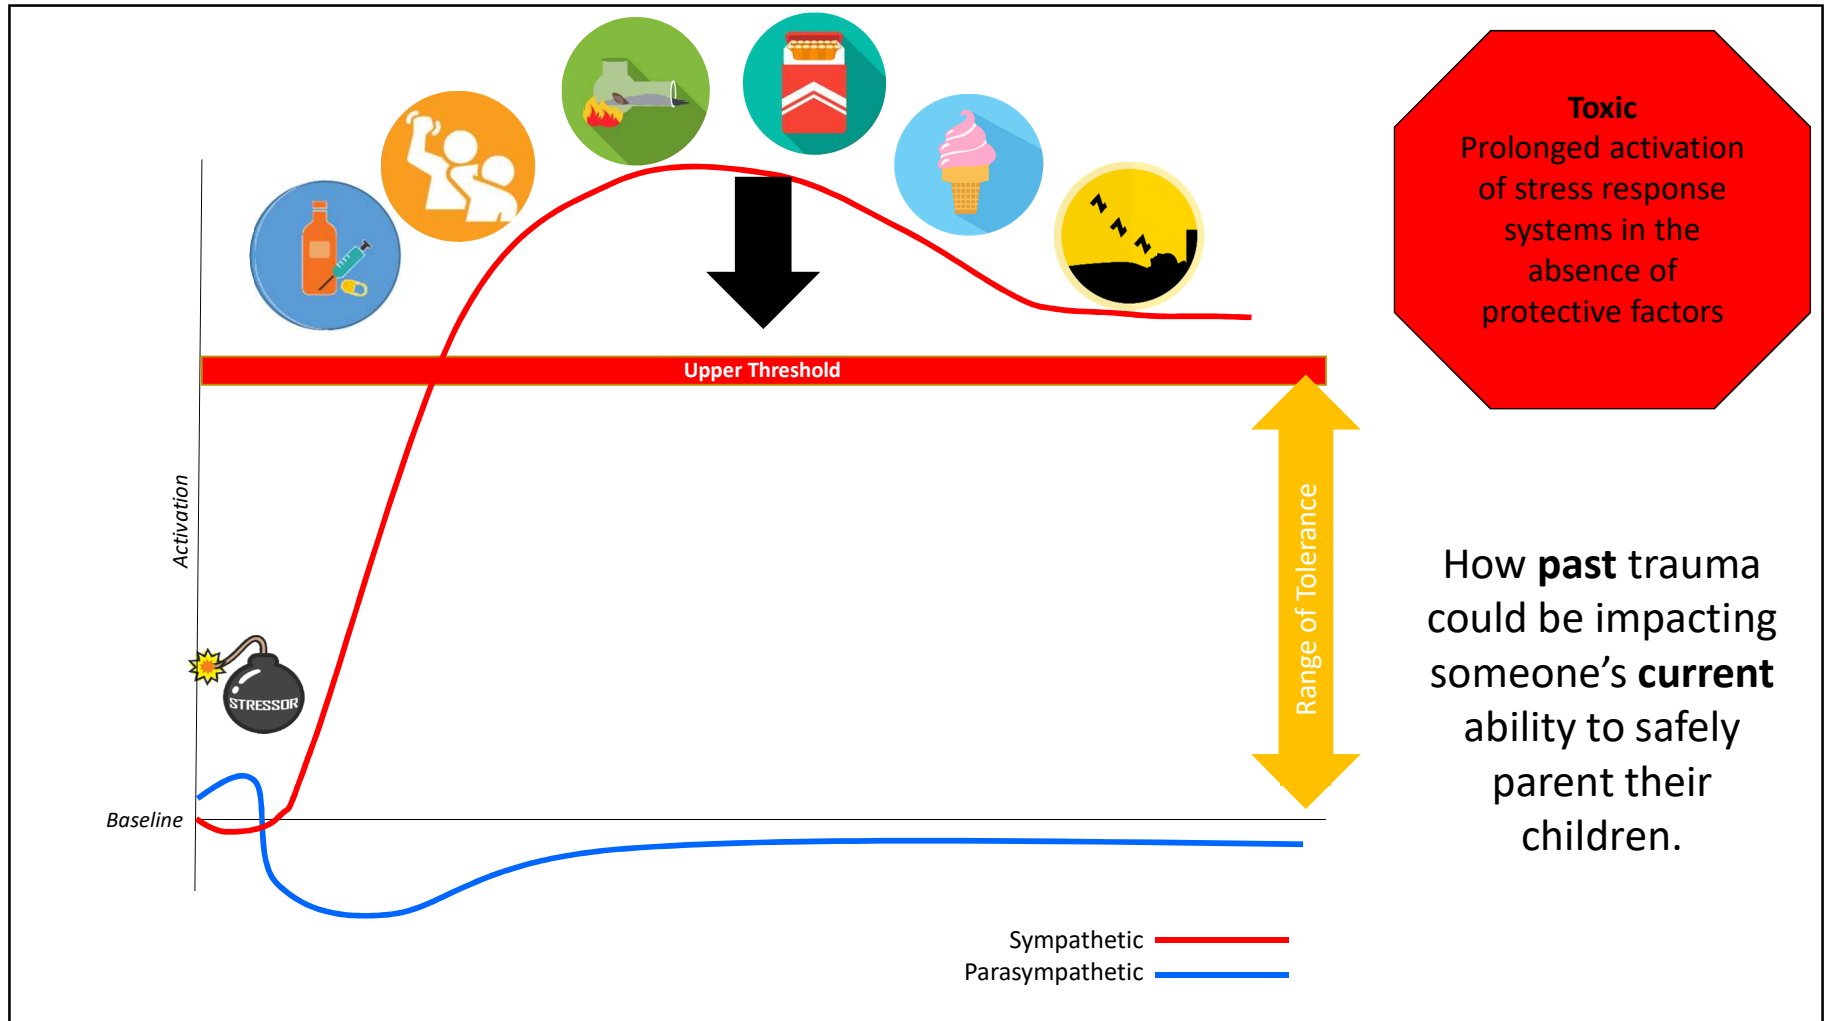 Toxic
Prolonged activation
of stress response
systems in the
absence of
protective factors
Upper Threshold
Activation
Range of Tolerance
STRESSOR
How past trauma
could be impacting
someone’s current
ability to safely
parent their
children.
Baseline
Sympathetic
Parasympathetic
z
z
z